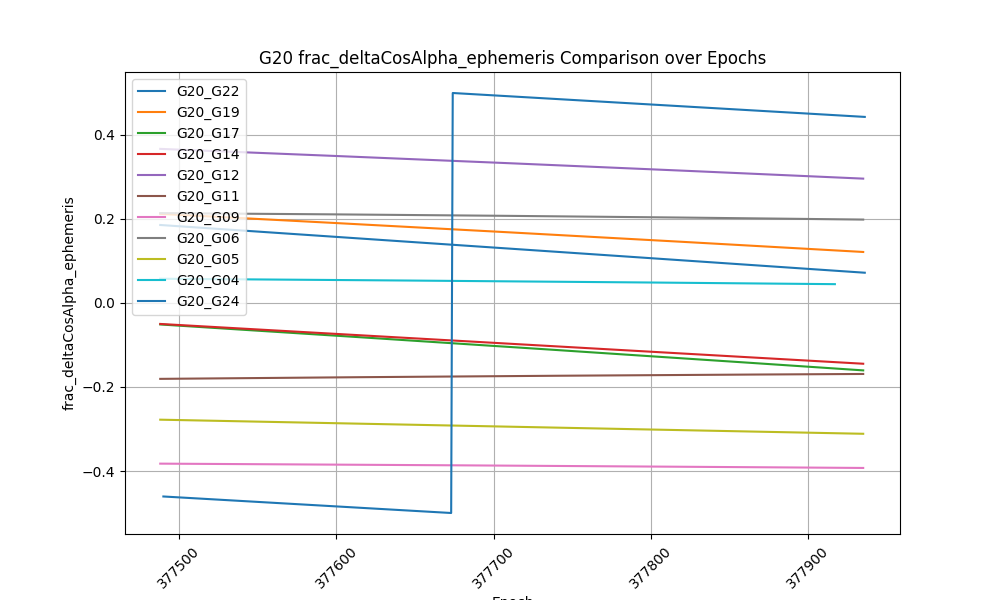 G20 frac_deltaCosAlpha_ephemeris Comparison over Epochs
frac_deltaCosAlpha_ephemeris
0.4
0.2
0.0
−0.2
−0.4
G20_G22
G20_G19
G20_G17
G20_G14
G20_G12
G20_G11
G20_G09
G20_G06
G20_G05
G20_G04
G20_G24
377500
377600
377700
377800
377900
Epoch